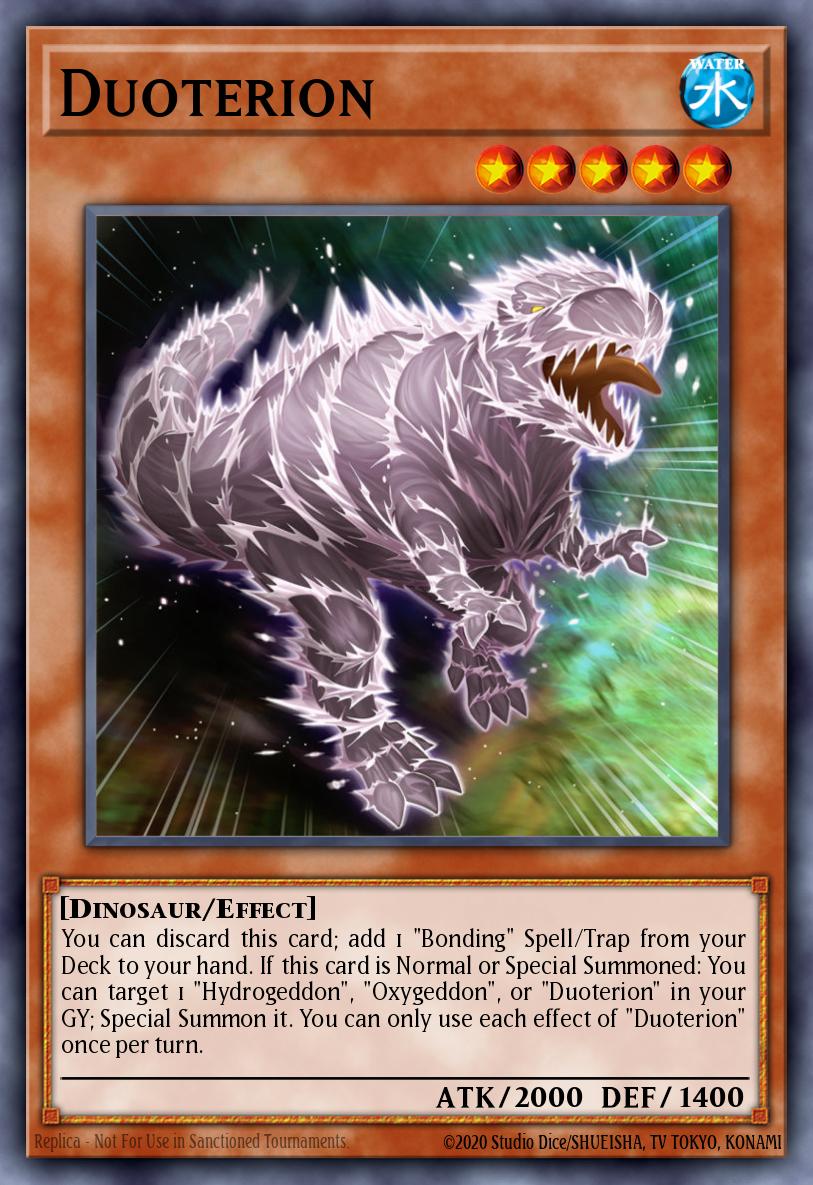 Duoterion
WATER
水
[Dinosaur/Effect]
You can discard this card; add 1 "Bonding" Spell/Trap from your
Deck to your hand. If this card is Normal or Special Summoned: You
can target 1 "Hydrogeddon", "Oxygeddon", or "Duoterion" in your
GY; Special Summon it. You can only use each effect of "Duoterion"
once per turn.
ATK/2000 DEF/1400
Replica - Not For Use in Sanctioned Tournaments.
©2020 Studio Dice/SHUEISHA, TV TOKYO, KONAMI